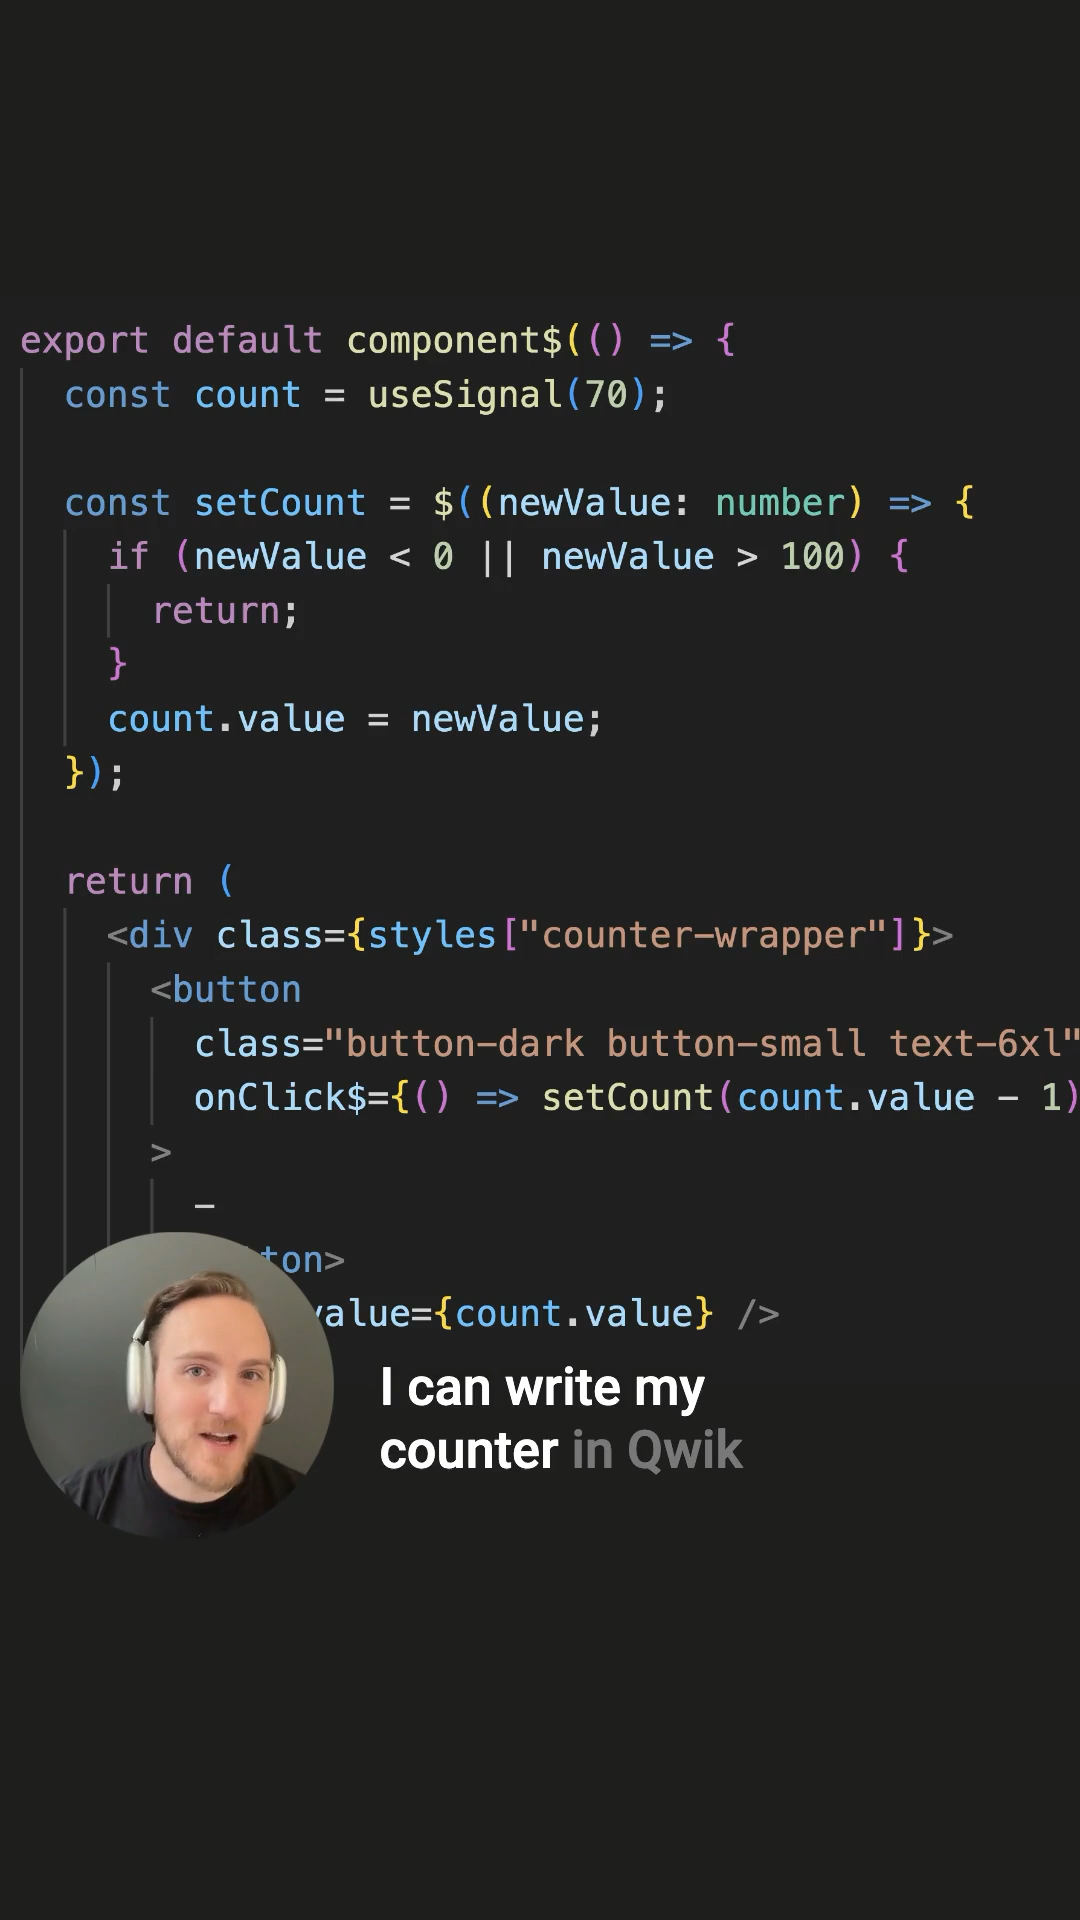 export default component$(() => {
const count = useSignal(70);
const setCount = $((newValue: number) => {
if (newValue < 0 || newValue > 100) {
return;
}
count.value = newValue;
});
return (
<div class={styles["counter-wrapper"]}>
<button
class="button-dark button-small text-6xl"
onClick$={() => setCount(count.value - 1)
>
-
ton>
value={count.value} />
I can write my
counter in Qwik